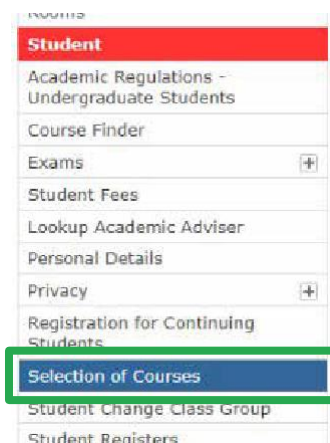 Rooms
Student
Academic Regulations -
Undergraduate Students
Course Finder
Exams
Student Fees
Lookup Academic Adviser
Personal Details
Privacy
Registration for Continuing
Students
Selection of Courses
Student Change Class Group
Student Registers